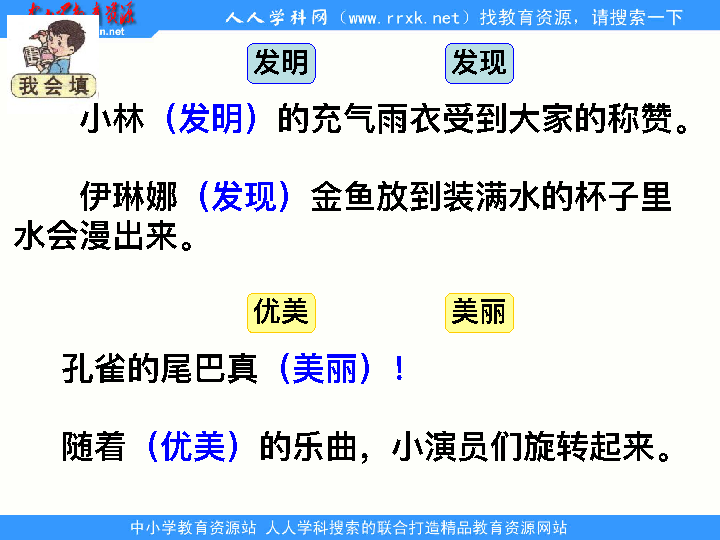 人人学科网（www.rrxk.net）找教育资源，请搜索一下
我会填
发明 发现
小林（发明）的充气雨衣受到大家的称赞。
伊琳娜（发现）金鱼放到装满水的杯子里
水会漫出来。
优美 美丽
孔雀的尾巴真（美丽）！
随着（优美）的乐曲，小演员们旋转起来。
中小学教育资源站 人人学科搜索的联合打造精品教育资源网站